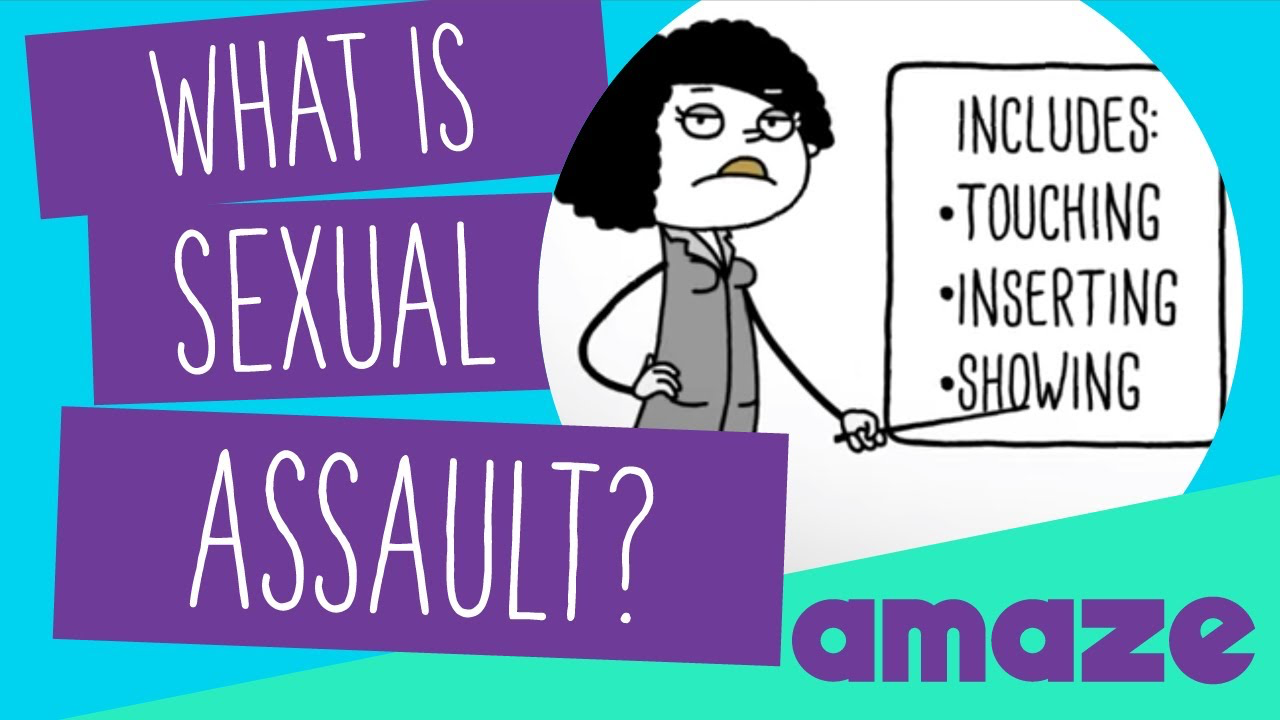 WHAT IS
SEXUAL
ASSAULT?
INCLUDES:
•TOUCHING
•INSERTING
•SHOWING
amaze